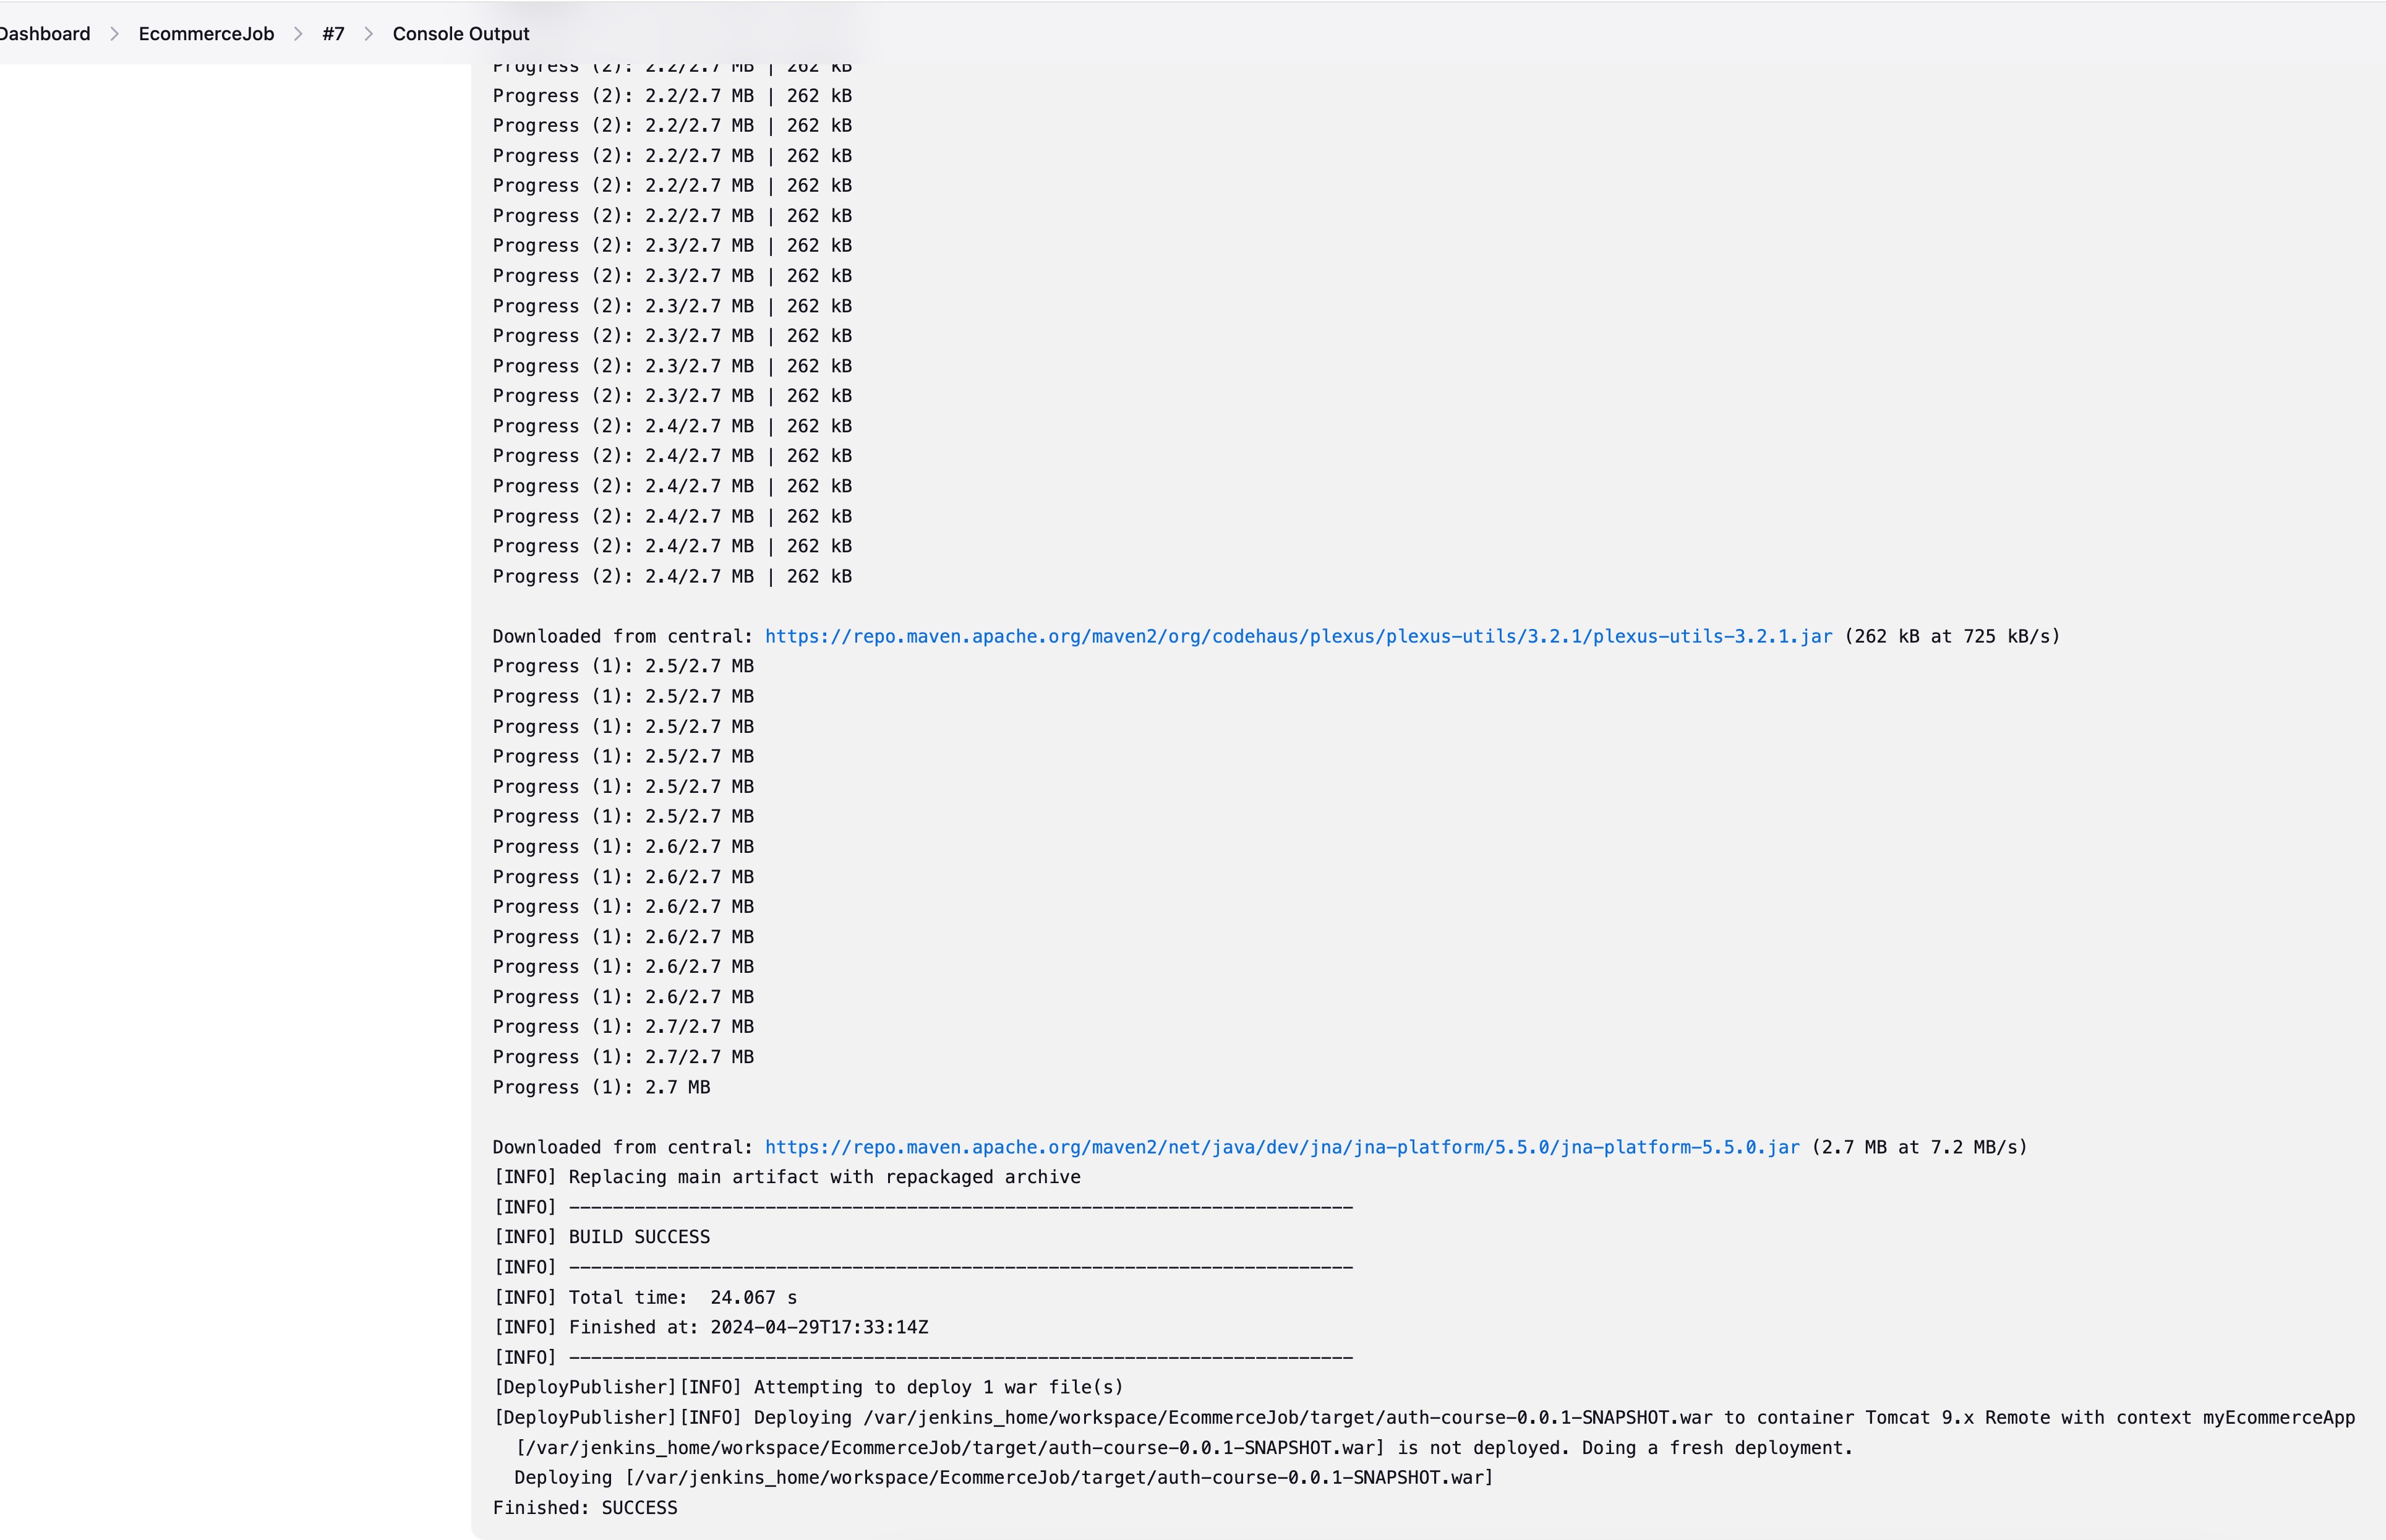 Dashboard > EcommerceJob > #7 > Console Output
Progress (2): 2.2/2.7 MB | 262 kB
Progress (2): 2.2/2.7 MB | 262 kB
Progress (2): 2.2/2.7 MB | 262 kB
Progress (2): 2.2/2.7 MB | 262 kB
Progress (2): 2.2/2.7 MB | 262 kB
Progress (2): 2.2/2.7 MB | 262 kB
Progress (2): 2.3/2.7 MB | 262 kB
Progress (2): 2.3/2.7 MB | 262 kB
Progress (2): 2.3/2.7 MB | 262 kB
Progress (2): 2.3/2.7 MB | 262 kB
Progress (2): 2.3/2.7 MB | 262 kB
Progress (2): 2.3/2.7 MB | 262 kB
Progress (2): 2.4/2.7 MB | 262 kB
Progress (2): 2.4/2.7 MB | 262 kB
Progress (2): 2.4/2.7 MB | 262 kB
Progress (2): 2.4/2.7 MB | 262 kB
Progress (2): 2.4/2.7 MB | 262 kB
Progress (2): 2.4/2.7 MB | 262 kB
Downloaded from central: https://repo.maven.apache.org/maven2/org/codehaus/plexus/plexus-utils/3.2.1/plexus-utils-3.2.1.jar (262 kB at 725 kB/s)
Progress (1): 2.5/2.7 MB
Progress (1): 2.5/2.7 MB
Progress (1): 2.5/2.7 MB
Progress (1): 2.5/2.7 MB
Progress (1): 2.5/2.7 MB
Progress (1): 2.5/2.7 MB
Progress (1): 2.6/2.7 MB
Progress (1): 2.6/2.7 MB
Progress (1): 2.6/2.7 MB
Progress (1): 2.6/2.7 MB
Progress (1): 2.6/2.7 MB
Progress (1): 2.6/2.7 MB
Progress (1): 2.7/2.7 MB
Progress (1): 2.7/2.7 MB
Progress (1): 2.7 MB
Downloaded from central: https://repo.maven.apache.org/maven2/net/java/dev/jna/jna-platform/5.5.0/jna-platform-5.5.0.jar (2.7 MB at 7.2 MB/s)
[INFO] Replacing main artifact with repackaged archive
[INFO] ------------------------------------------------------------------------
[INFO] BUILD SUCCESS
[INFO] ------------------------------------------------------------------------
[INFO] Total time:  24.067 s
[INFO] Finished at: 2024-04-29T17:33:14Z
[INFO] ------------------------------------------------------------------------
[DeployPublisher][INFO] Attempting to deploy 1 war file(s)
[DeployPublisher][INFO] Deploying /var/jenkins_home/workspace/EcommerceJob/target/auth-course-0.0.1-SNAPSHOT.war to container Tomcat 9.x Remote with context myEcommerceApp
[/var/jenkins_home/workspace/EcommerceJob/target/auth-course-0.0.1-SNAPSHOT.war] is not deployed. Doing a fresh deployment.
Deploying [/var/jenkins_home/workspace/EcommerceJob/target/auth-course-0.0.1-SNAPSHOT.war]
Finished: SUCCESS